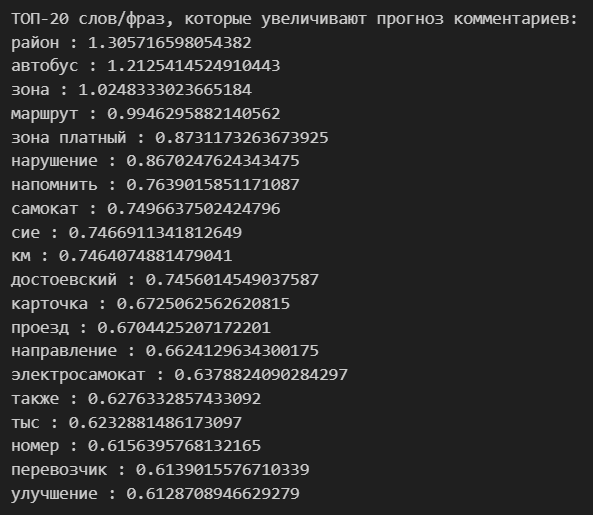 ТОП-20 слов/фраз, которые увеличивают прогноз комментариев:
район : 1.305716598054382
автобус : 1.2125414524910443
зона : 1.0248333023665184
маршрут : 0.9946295882140562
зона платный : 0.8731173263673925
нарушение : 0.8670247624343475
напомнить : 0.7639015851171087
самокат : 0.7496637502424796
сие : 0.7466911341812649
км : 0.7464074881479041
достоевский : 0.7456014549037587
карточка : 0.6725062562620815
проезд : 0.6704425207172201
направление : 0.6624129634300175
электросамокат : 0.6378824090284297
также : 0.6276332857433092
тыс : 0.6232881486173097
номер : 0.6156395768132165
перевозчик : 0.6139015576710339
улучшение : 0.6128708946629279